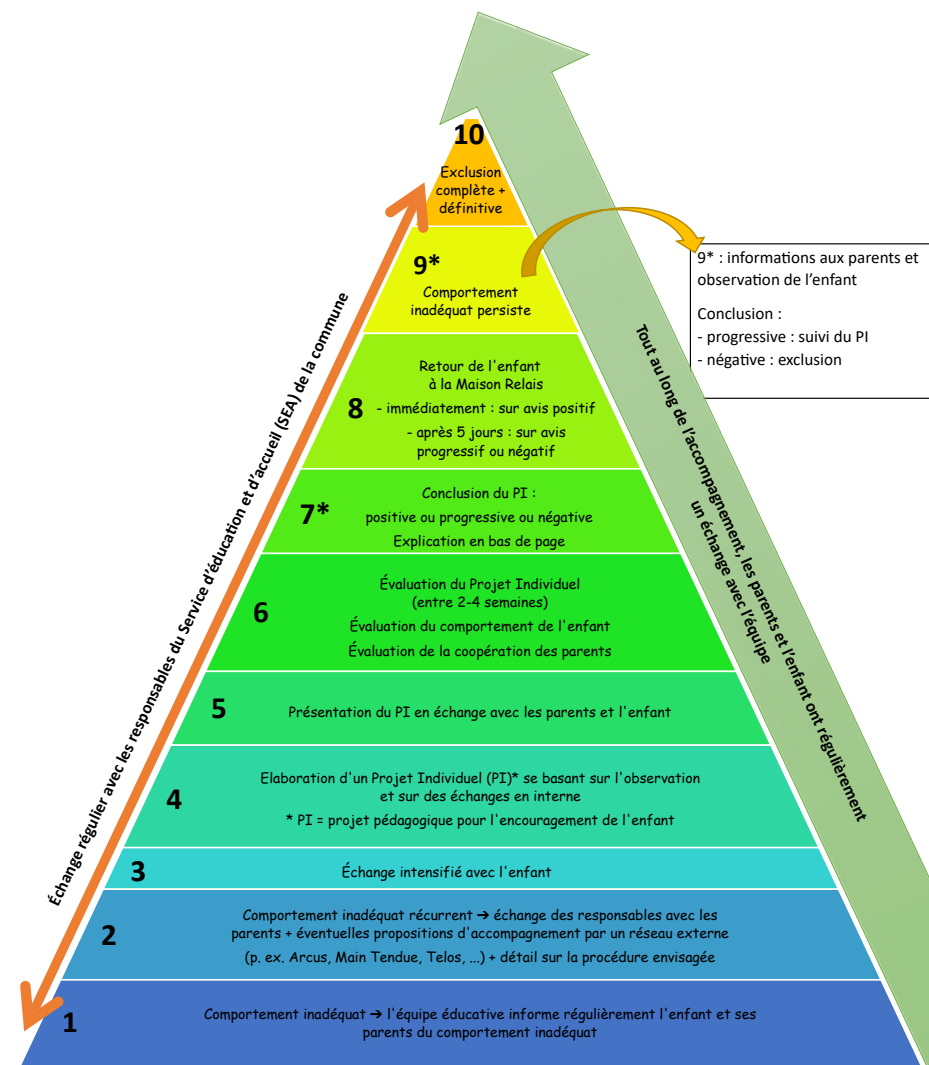 10
Exclusion
complète +
définitive
9*
Comportement
inadéquat persiste
9* : informations aux parents et
observation de l'enfant
Conclusion :
- progressive : suivi du PI
- négative : exclusion
8
Retour de l'enfant
à la Maison Relais
- immédiatement : sur avis positif
- après 5 jours : sur avis
progressif ou négatif
7*
Conclusion du PI :
positive ou progressive ou négative
Explication en bas de page
6
Évaluation du Projet Individuel
(entre 2-4 semaines)
Évaluation du comportement de l'enfant
Évaluation de la coopération des parents
5
Présentation du PI en échange avec les parents et l'enfant
4
Elaboration d'un Projet Individuel (PI)* se basant sur l'observation
et sur des échanges en interne
* PI = projet pédagogique pour l'encouragement de l'enfant
3
Échange intensifié avec l'enfant
2
Comportement inadéquat récurrent → échange des responsables avec les
parents + éventuelles propositions d'accompagnement par un réseau externe
(p. ex. Arcus, Main Tendue, Telos, ...) + détail sur la procédure envisagée
1
Comportement inadéquat → l'équipe éducative informe régulièrement l'enfant et ses
parents du comportement inadéquat
Échange régulier avec les responsables du Service d'éducation et d'accueil (SEA) de la commune
Tout au long de l'accompagnement, les parents et l'enfant ont régulièrement
un échange avec l'équipe